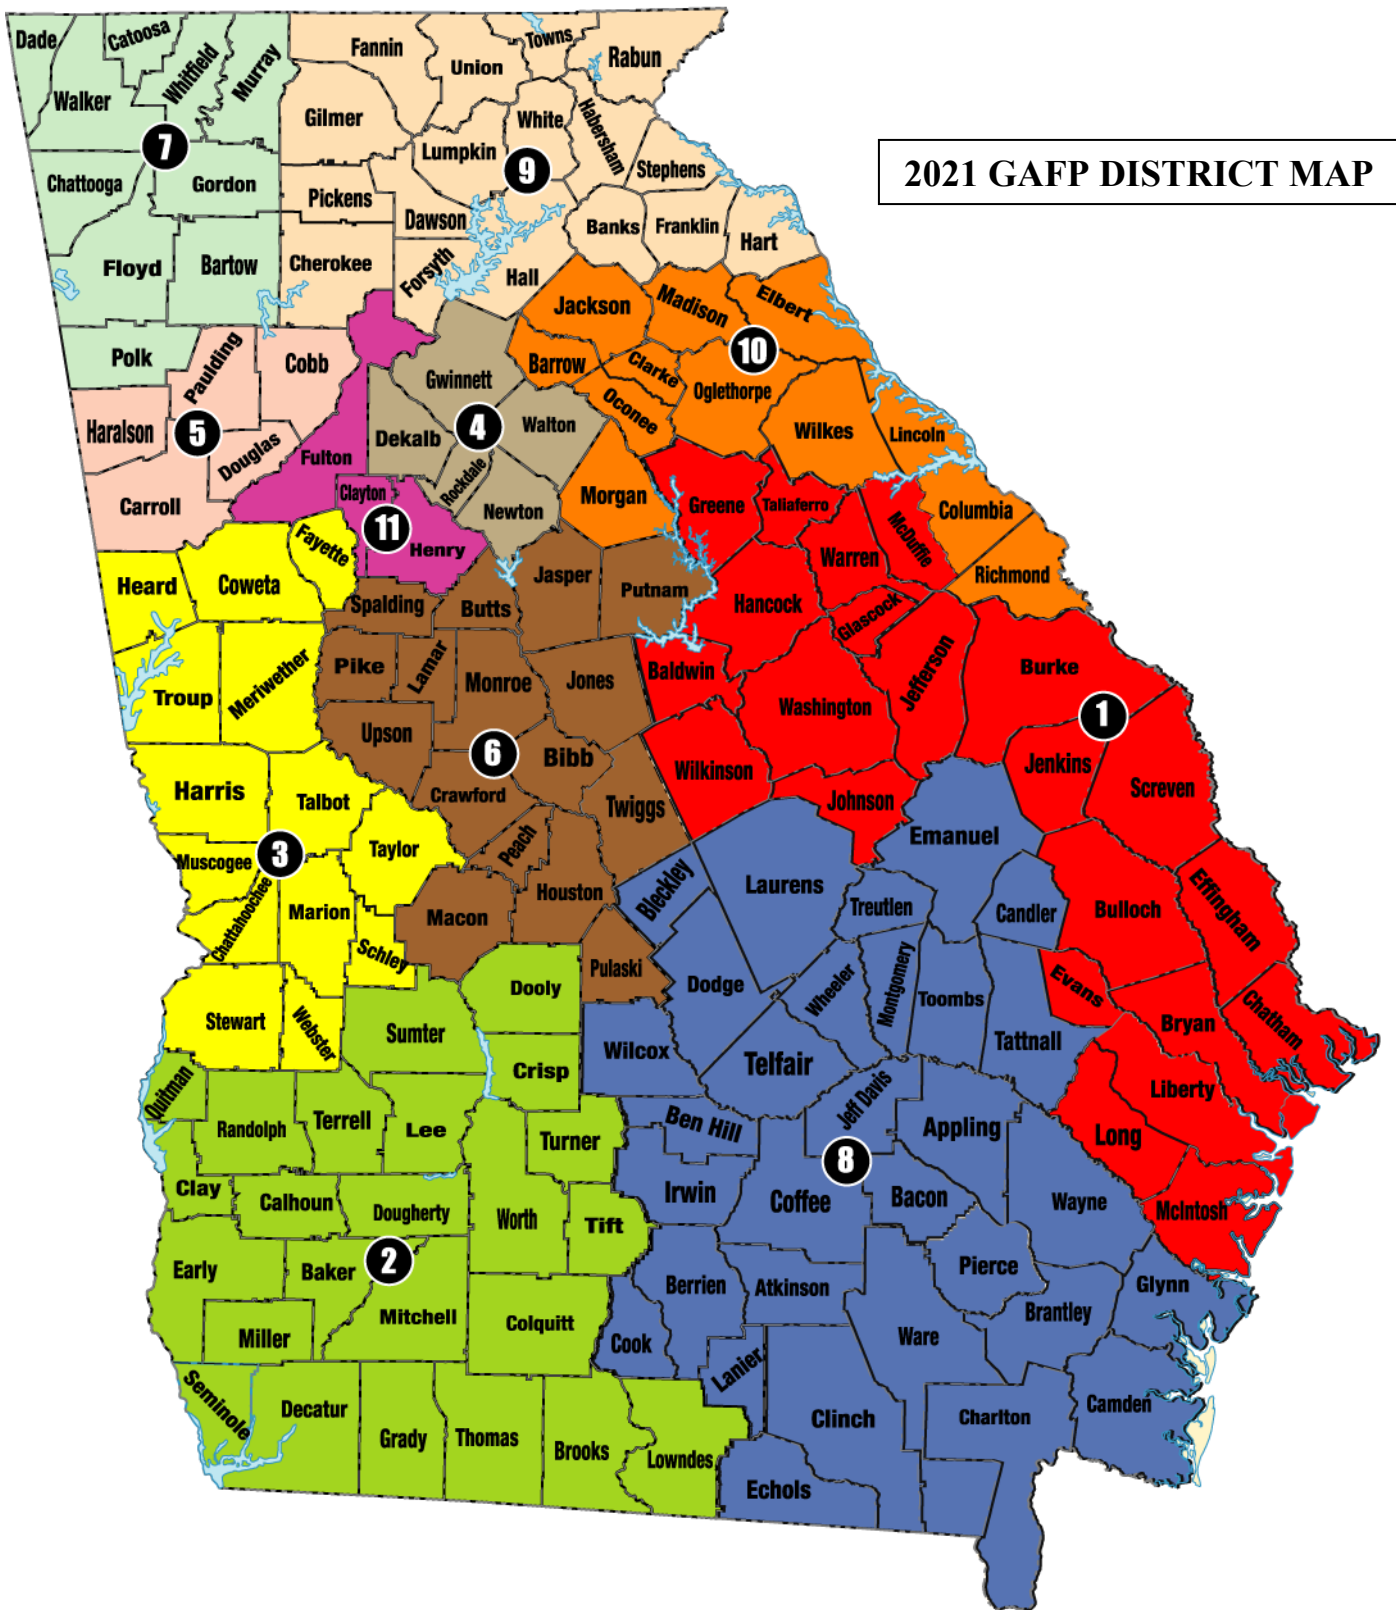 2021 GAFP DISTRICT MAP
Dade
Catoosa
Whitfield
Murray
Fannin
Union
Towns
Rabun
Walker
7
Gilmer
White
Habersham
Lumpkin
9
Stephens
Chattooga
Gordon
Pickens
Dawson
Banks
Franklin
Hart
Floyd
Bartow
Cherokee
Forsyth
Hall
Jackson
Madison
Elbert
Polk
Paulding
Cobb
Barrow
Clarke
10
Oglethorpe
Gwinnett
Haralson
5
Douglas
Fulton
Dekalb
4
Walton
Oconee
Wilkes
Lincoln
Carroll
Clayton
Rockdale
Newton
Morgan
Greene
Taliaferro
McDuffie
Columbia
11
Henry
Fayette
Warren
Richmond
Heard
Coweta
Spalding
Butts
Jasper
Putnam
Hancock
Glascock
Troup
Meriwether
Pike
Lamar
Monroe
Jones
Baldwin
Washington
Jefferson
Burke
1
Upson
6
Bibb
Wilkinson
Jenkins
Screven
Harris
Talbot
Crawford
Twiggs
Johnson
Emanuel
Muscogee
3
Taylor
Peach
Houston
Bleckley
Laurens
Treutlen
Candler
Bulloch
Effingham
Chattahoochee
Marion
Macon
Schley
Pulaski
Dodge
Wheeler
Montgomery
Toombs
Tattnall
Evans
Bryan
Chatham
Stewart
Webster
Dooly
Sumter
Crisp
Wilcox
Telfair
Liberty
Quitman
Randolph
Terrell
Lee
Turner
Ben Hill
Jeff Davis
Appling
Long
Clay
Calhoun
Dougherty
Worth
Tift
Irwin
Coffee
8
Bacon
Wayne
McIntosh
Early
Baker
2
Mitchell
Berrien
Atkinson
Pierce
Brantley
Glynn
Miller
Colquitt
Cook
Lanier
Ware
Camden
Seminole
Decatur
Grady
Thomas
Brooks
Lowndes
Clinch
Charlton
Echols